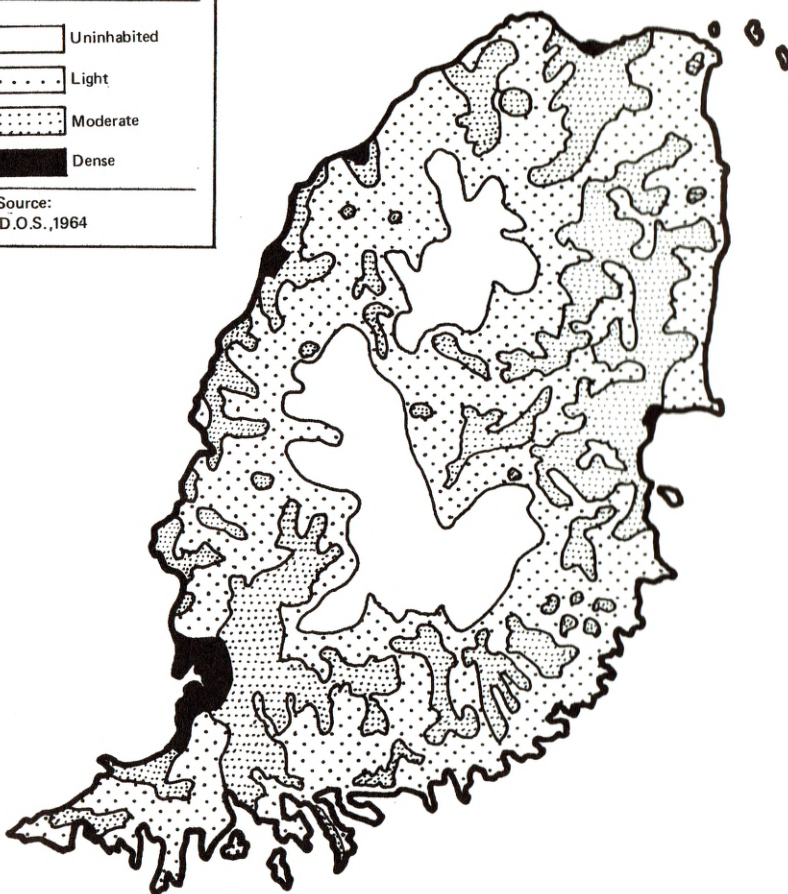 Uninhabited
Light
Moderate
Dense
Source:
D.O.S.,1964